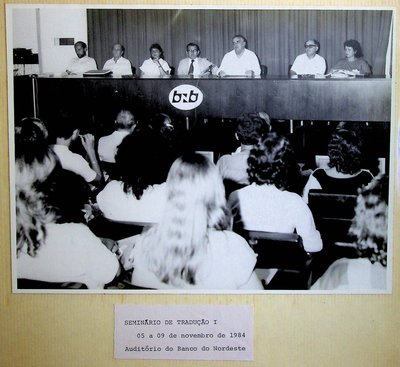 bnb
SEMINÁRIO DE TRADUÇÃO I
05 a 09 de novembro de 1984
Auditório do Banco do Nordeste